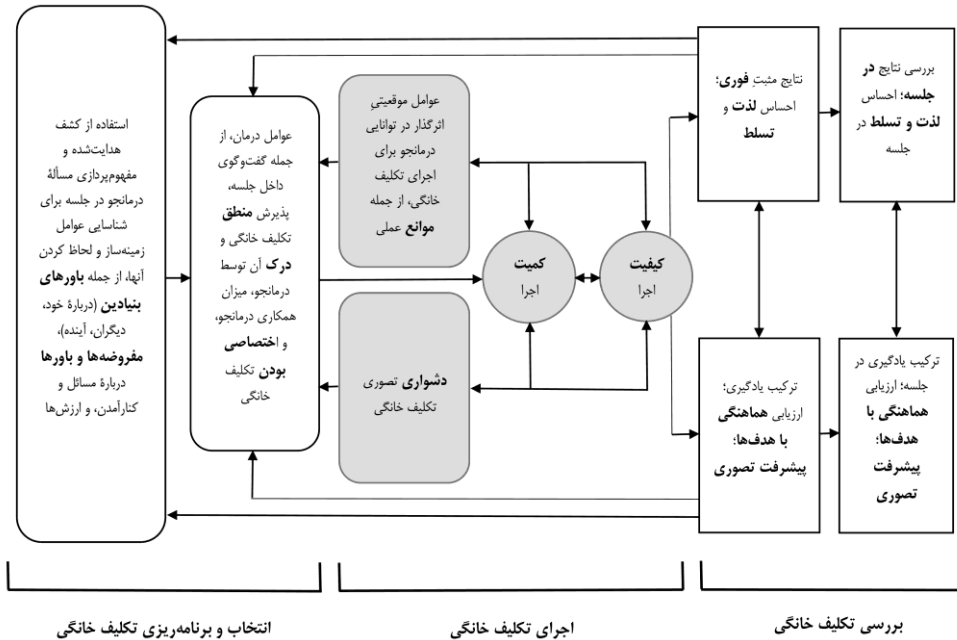 استفاده از کشف
هدایت‌شده و
مفهوم‌پردازی مسألهٔ
درمانجو در جلسه برای
شناسایی عوامل
زمینه‌ساز و لحاظ کردن
آنها، از جمله باورهای
بنیادین (دربارهٔ خود،
دیگران، آینده)،
مفروضه‌ها و باورها
دربارهٔ مسائل و
کنارآمدن، و ارزش‌ها
عوامل درمان، از
جمله گفت‌وگوی
داخل جلسه،
پذیرش منطق
تکلیف خانگی و
درک آن توسط
درمانجو، میزان
همکاری درمانجو،
و اختصاصی
بودن تکلیف
خانگی
عوامل موقعیتیِ
اثرگذار در توانایی
درمانجو برای
اجرای تکلیف
خانگی، از جمله
موانع عملی
دشواری تصوری
تکلیف خانگی
کمیت
اجرا
کیفیت
اجرا
نتایج مثبتِ فوری؛
احساس لذت و
تسلط
ترکیب یادگیری؛
ارزیابی هماهنگی
با هدف‌ها؛
پیشرفت تصوری
بررسی نتایج در
جلسه؛ احساس
لذت و تسلط در
جلسه
ترکیب یادگیری در
جلسه؛ ارزیابی
هماهنگی با
هدف‌ها؛
پیشرفت
تصوری
انتخاب و برنامه‌ریزی تکلیف خانگی
اجرای تکلیف خانگی
بررسی تکلیف خانگی